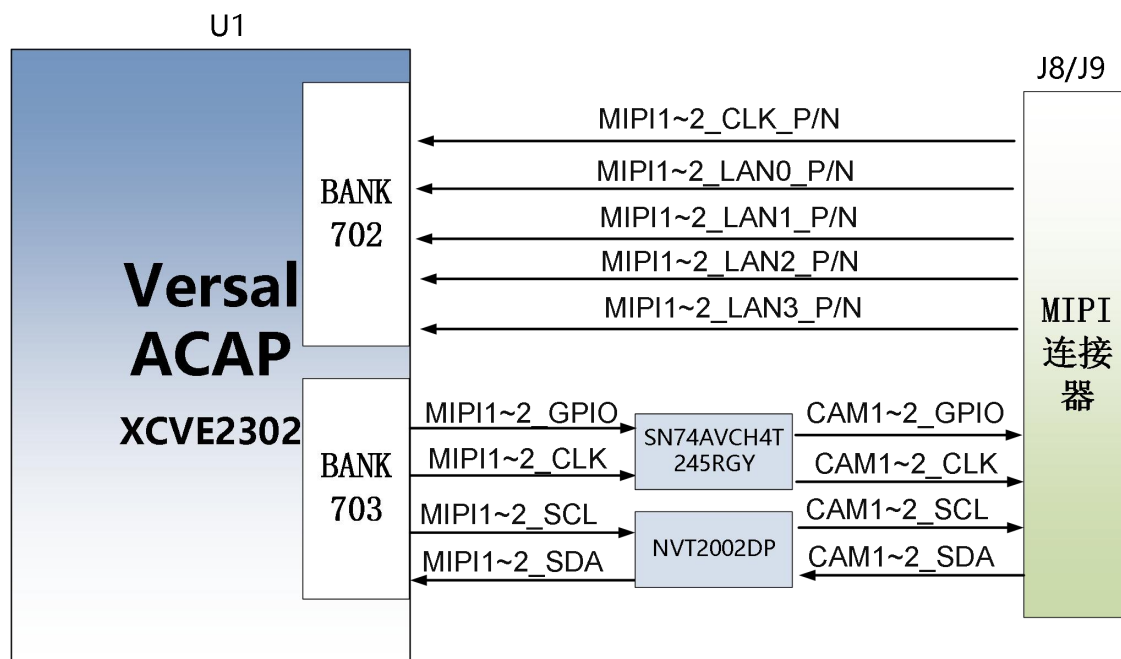 U1
J8/J9
Versal
ACAP
XCVE2302
BANK
702
MIPI1~2_CLK_P/N
MIPI1~2_LAN0_P/N
MIPI1~2_LAN1_P/N
MIPI1~2_LAN2_P/N
MIPI1~2_LAN3_P/N
BANK
703
MIPI1~2_GPIO
MIPI1~2_CLK
MIPI1~2_SCL
MIPI1~2_SDA
SN74AVCH4T
245RGY
NVT2002DP
CAM1~2_GPIO
CAM1~2_CLK
CAM1~2_SCL
CAM1~2_SDA
MIPI
连接
器